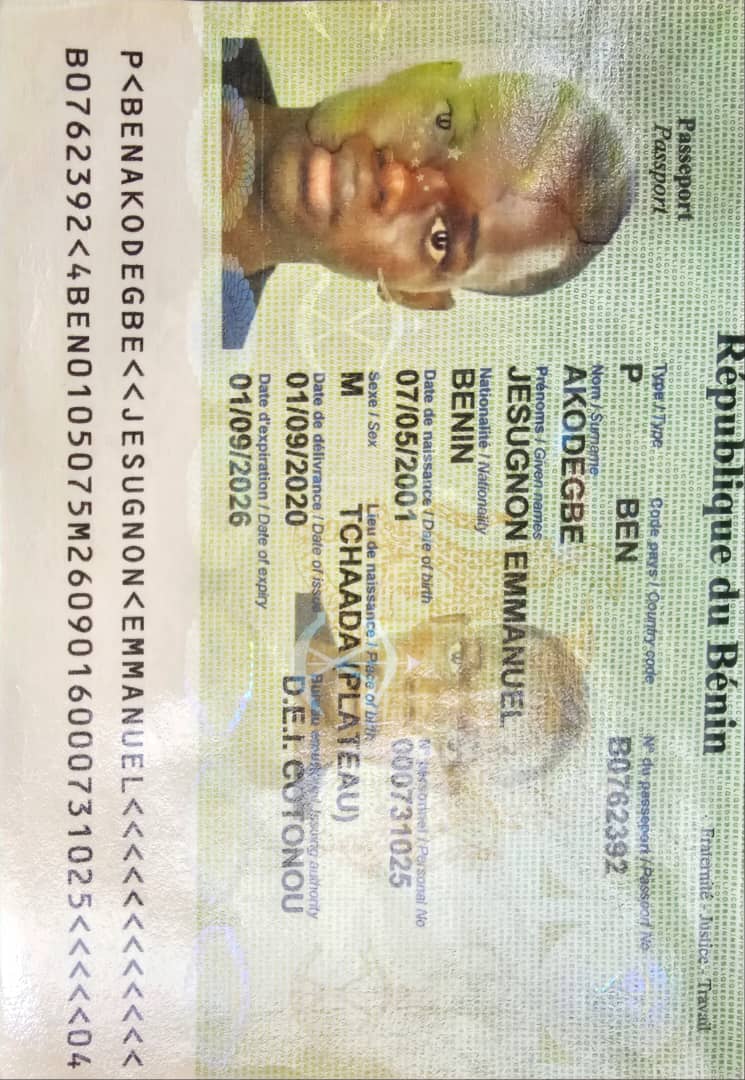 République du Bénin
Fraternité - Justice - Travail
Passeport
Passport
Type / Type
Code pays / Country code
N° du passeport / Passport No
P
BEN
B0762392
Nom / Surname
AKODEGBE
Prénoms / Given names
JESUGNON EMMANUEL
Nationalité / Nationality
BENIN
Date de naissance / Date of birth
N° personnel / Personal No
07/05/2001
000731025
Sexe / Sex
Lieu de naissance / Place of birth
M
TCHAADA (PLATEAU)
Date de délivrance / Date of issue
Issuing authority
01/09/2020
D.E.I. COTONOU
Date d'expiration / Date of expiry
01/09/2026
P<BENAKODEGBE<<JESUGNON<EMMANUEL<<<<<<<<<<<<
B0762392<4BEN0105075M2609016000731025<<<<<04